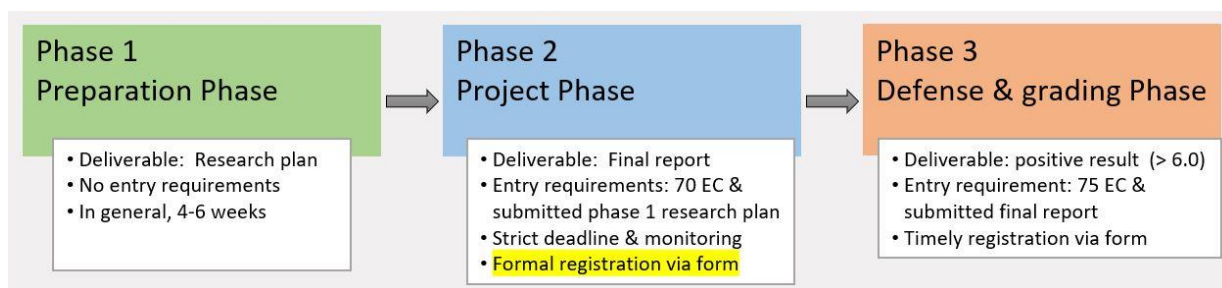 Phase 1
Preparation Phase
• Deliverable: Research plan
• No entry requirements
• In general, 4-6 weeks
Phase 2
Project Phase
• Deliverable: Final report
• Entry requirements: 70 EC &
submitted phase 1 research plan
• Strict deadline & monitoring
• Formal registration via form
Phase 3
Defense & grading Phase
• Deliverable: positive result (> 6.0)
• Entry requirement: 75 EC &
submitted final report
• Timely registration via form